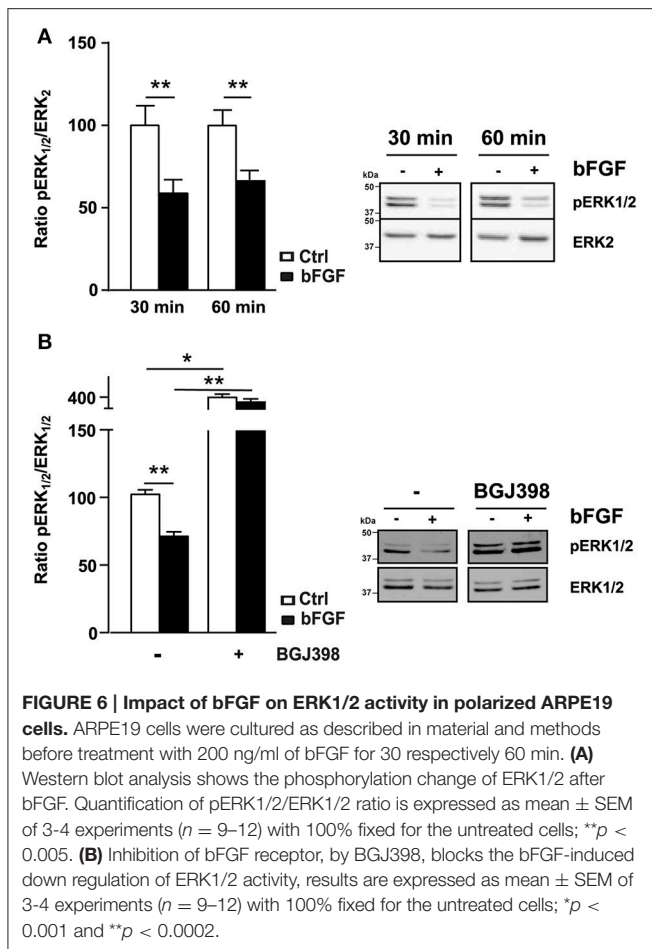 A
150
100
50
0
Ratio pERK1/2/ERK2
**
**
30 min
60 min
Ctrl
bFGF
30 min
60 min
bFGF
kDa
-
+
-
+
50
37
pERK1/2
50
37
ERK2
B
400
150
100
75
50
0
Ratio pERK1/2/ERK1/2
*
**
**
Ctrl
bFGF
-
+
BGJ398
-
BGJ398
bFGF
kDa
-
+
-
+
50
37
pERK1/2
37
ERK1/2
FIGURE 6 | Impact of bFGF on ERK1/2 activity in polarized ARPE19
cells. ARPE19 cells were cultured as described in material and methods
before treatment with 200 ng/ml of bFGF for 30 respectively 60 min. (A)
Western blot analysis shows the phosphorylation change of ERK1/2 after
bFGF. Quantification of pERK1/2/ERK1/2 ratio is expressed as mean ± SEM
of 3-4 experiments (n = 9–12) with 100% fixed for the untreated cells; **p <
0.005. (B) Inhibition of bFGF receptor, by BGJ398, blocks the bFGF-induced
down regulation of ERK1/2 activity, results are expressed as mean ± SEM of
3-4 experiments (n = 9–12) with 100% fixed for the untreated cells; *p <
0.001 and **p < 0.0002.